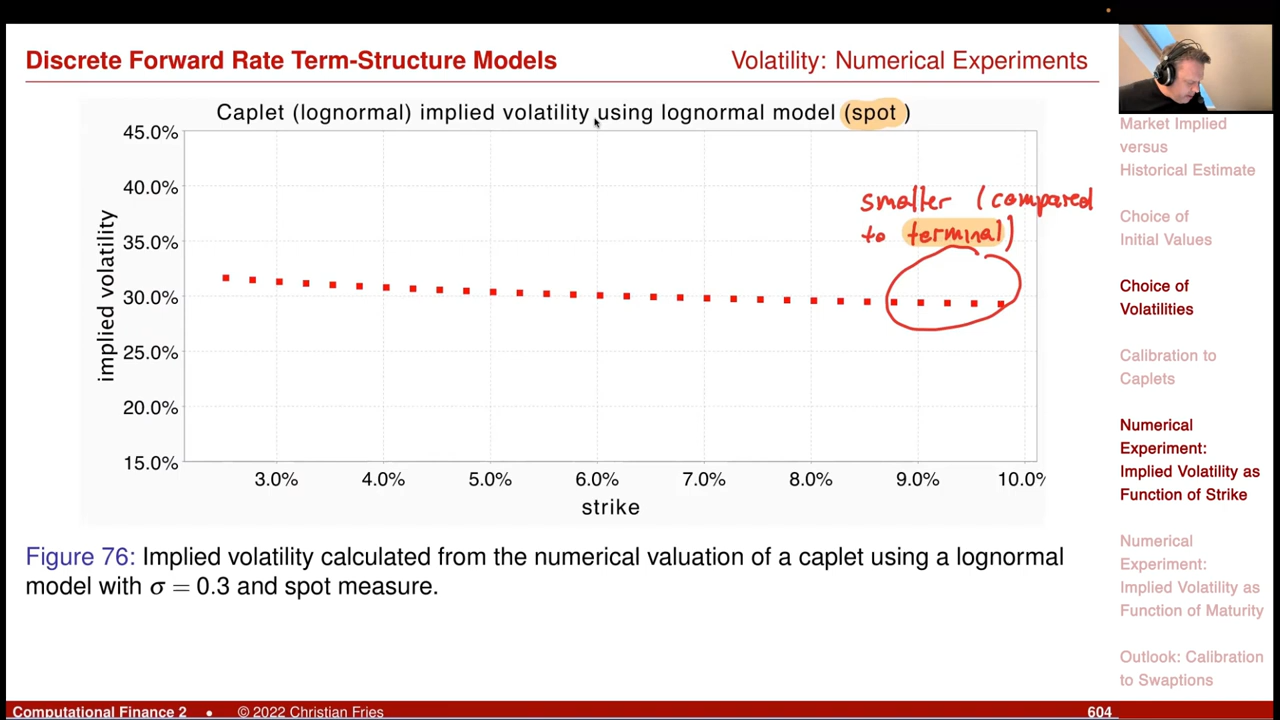 Discrete Forward Rate Term-Structure Models
Volatility: Numerical Experiments
Caplet (lognormal) implied volatility using lognormal model (spot )
45.0%
40.0%
35.0%
30.0%
25.0%
20.0%
15.0%
implied volatility
smaller (compared
to terminal)
3.0% 4.0% 5.0% 6.0% 7.0% 8.0% 9.0% 10.0%
strike
Figure 76: Implied volatility calculated from the numerical valuation of a caplet using a lognormal
model with σ = 0.3 and spot measure.
Market Implied
versus
Historical Estimate
Choice of
Initial Values
Choice of
Volatilities
Calibration to
Caplets
Numerical
Experiment:
Implied Volatility as
Function of Strike
Numerical
Experiment:
Implied Volatility as
Function of Maturity
Outlook: Calibration
to Swaptions
Computational Finance 2 • © 2022 Christian Fries 604